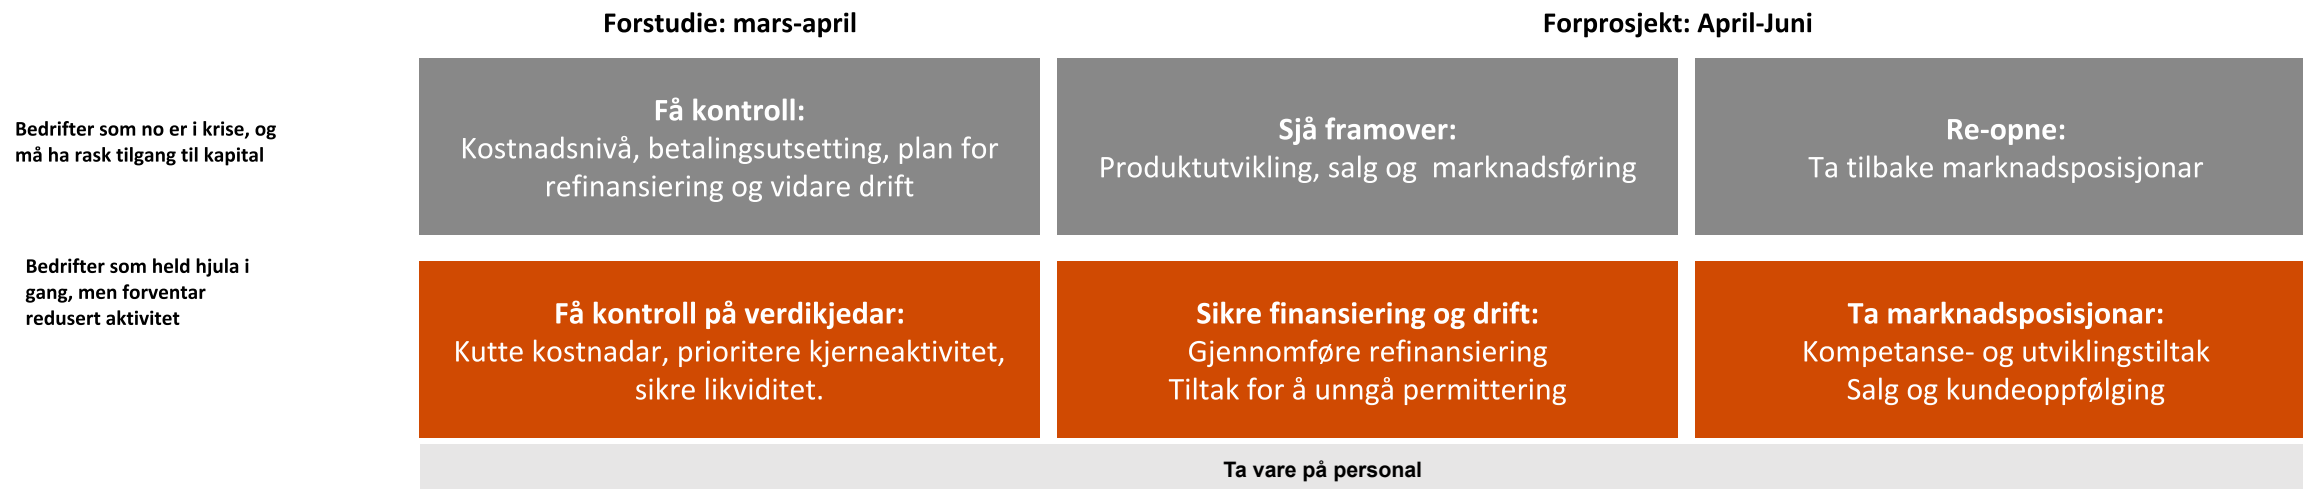 Forstudie: mars-april
Forprosjekt: April-Juni
Bedrifter som no er i krise, og
må ha rask tilgang til kapital
Få kontroll:
Kostnadsnivå, betalingsutsetting, plan for
refinansiering og vidare drift
Sjå framover:
Produktutvikling, salg og  marknadsføring
Re-opne:
Ta tilbake marknadsposisjonar
Bedrifter som held hjula i
gang, men forventar
redusert aktivitet
Få kontroll på verdikjedar:
Kutte kostnadar, prioritere kjerneaktivitet,
sikre likviditet.
Sikre finansiering og drift:
Gjennomføre refinansiering
Tiltak for å unngå permittering
Ta marknadsposisjonar:
Kompetanse- og utviklingstiltak
Salg og kundeoppfølging
Ta vare på personal